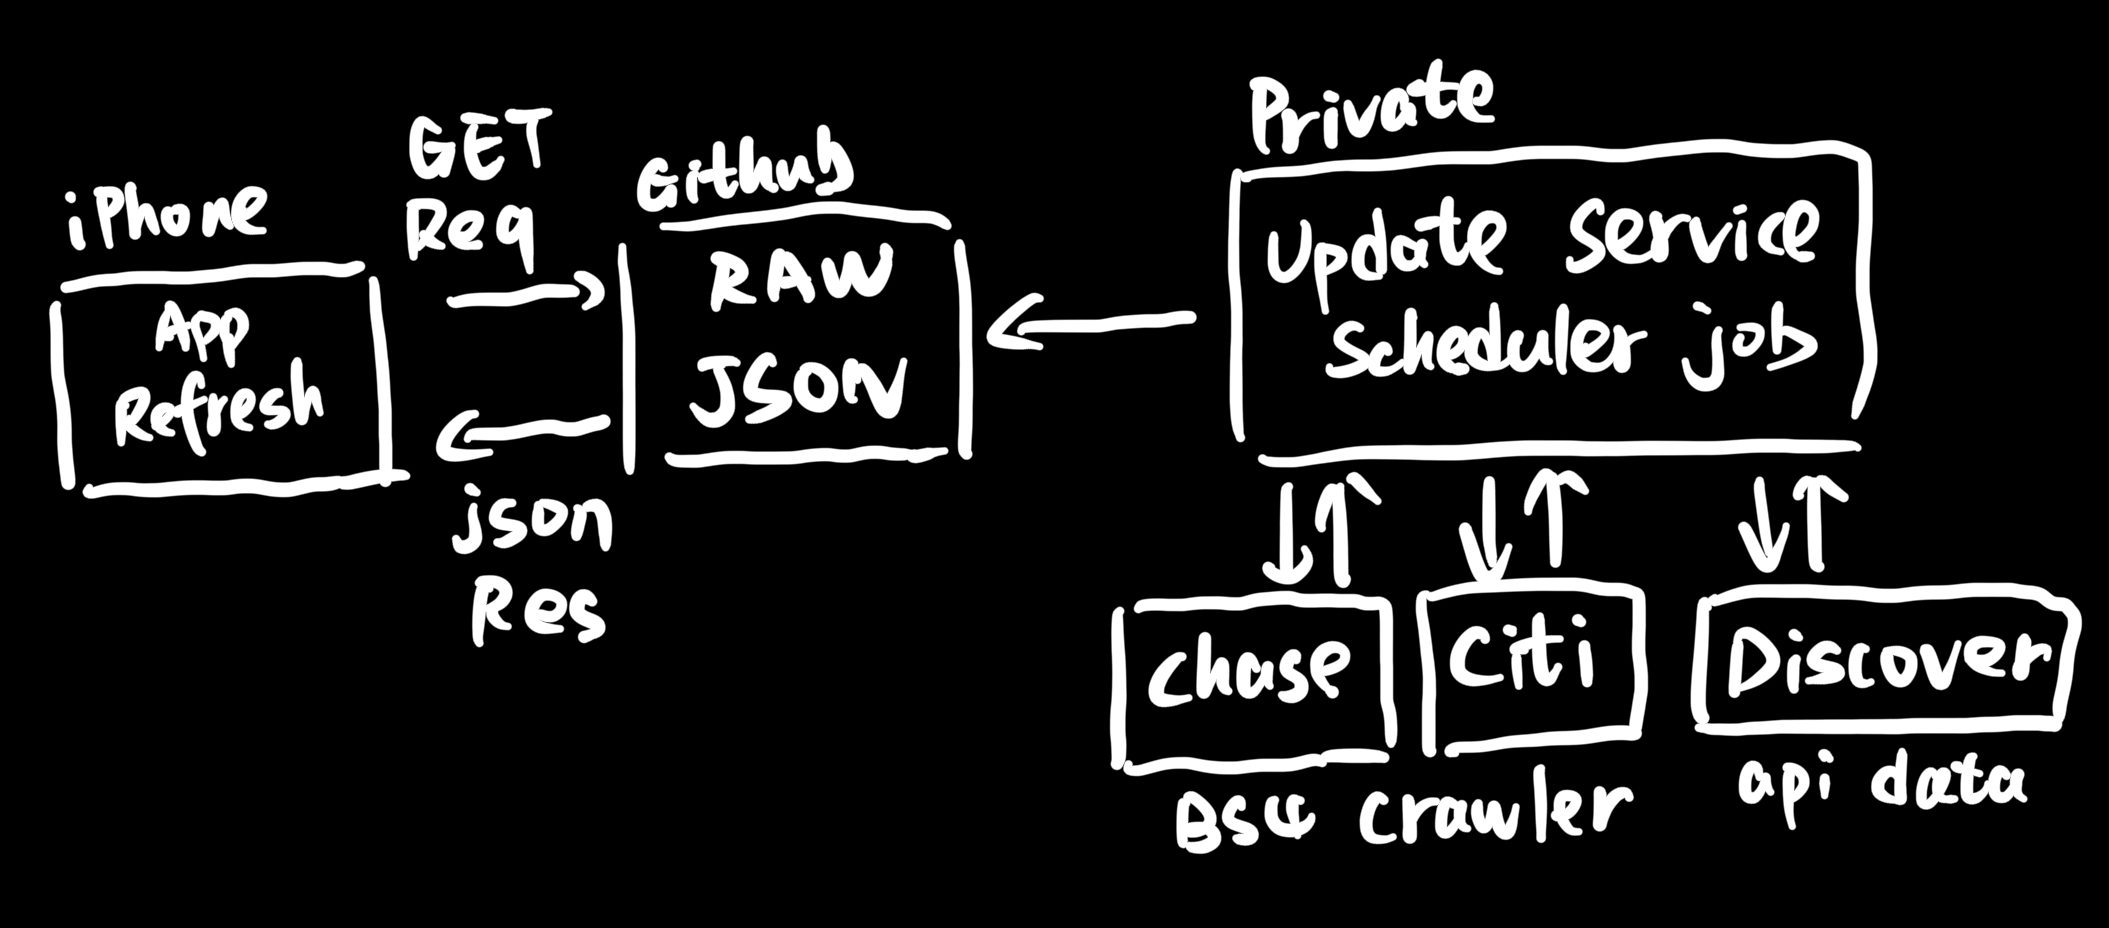 iPhone
App
Refresh
GET
Req
json
Res
Github
RAW
JSON
Private
Update Service
Scheduler job
Chase
Citi
Discover
BS4 crawler
api data